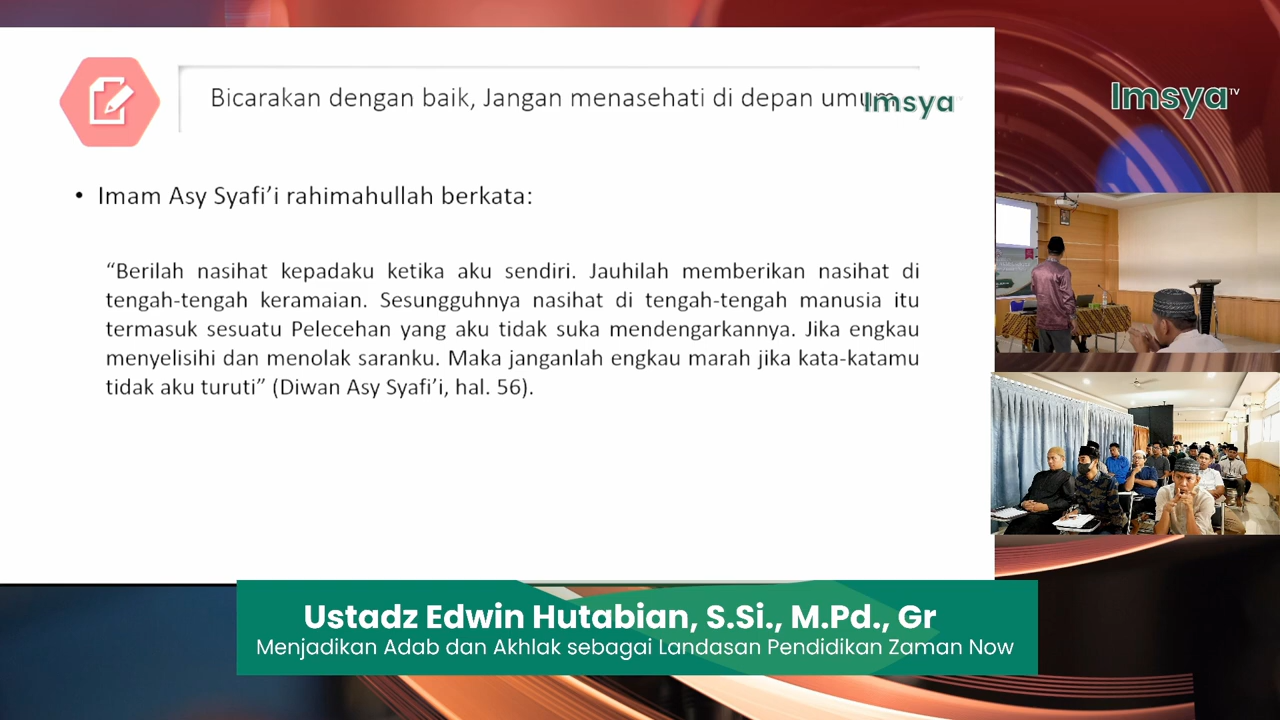 Bicarakan dengan baik, Jangan menasehati di depan umum
Imsya
Imsya TV
• Imam Asy Syafi’i rahimahullah berkata:
“Berilah nasihat kepadaku ketika aku sendiri. Jauhilah memberikan nasihat di
tengah-tengah keramaian. Sesungguhnya nasihat di tengah-tengah manusia itu
termasuk sesuatu Pelecehan yang aku tidak suka mendengarkannya. Jika engkau
menyelisihi dan menolak saranku. Maka janganlah engkau marah jika kata-katamu
tidak aku turuti” (Diwan Asy Syafi’i, hal. 56).
Ustadz Edwin Hutabian, S.Si., M.Pd., Gr
Menjadikan Adab dan Akhlak sebagai Landasan Pendidikan Zaman Now